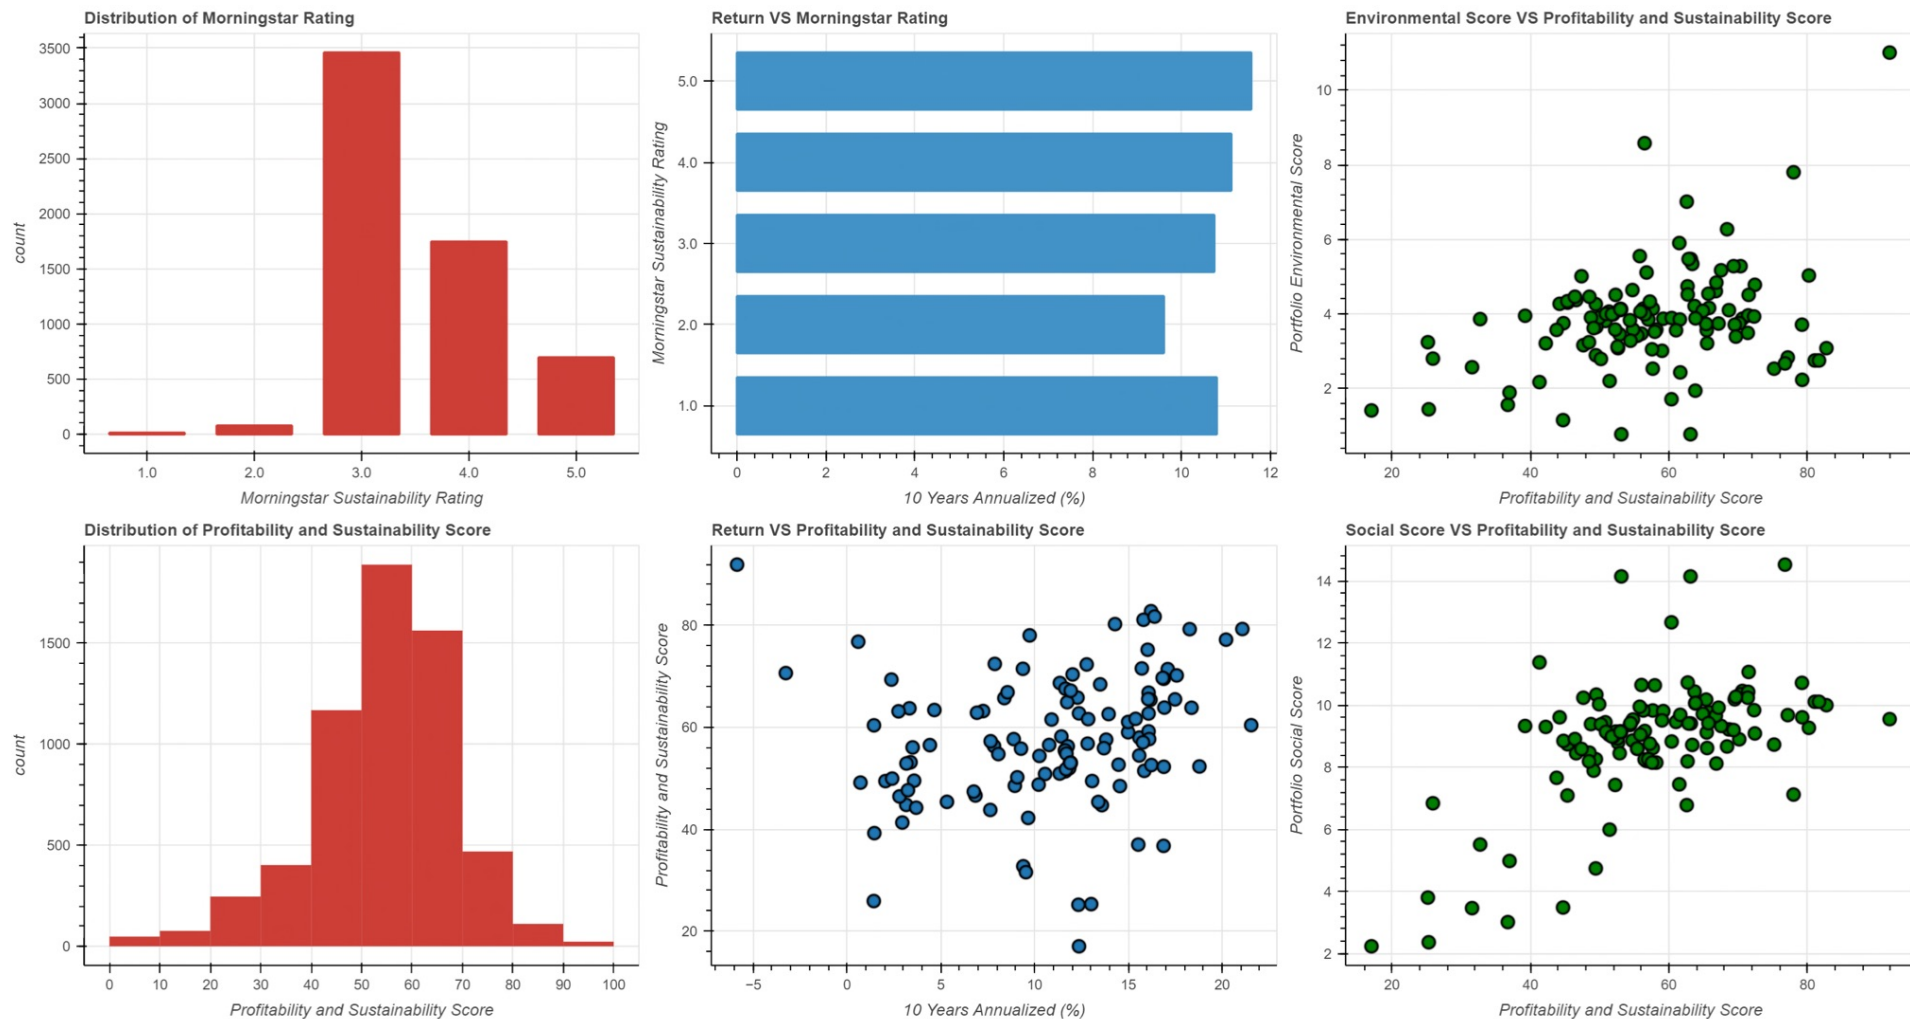 Distribution of Morningstar Rating
3500
3000
2500
2000
1500
1000
500
0
count
1.0 2.0 3.0 4.0 5.0
Morningstar Sustainability Rating
Return VS Morningstar Rating
5.0
4.0
3.0
2.0
1.0
Morningstar Sustainability Rating
0 2 4 6 8 10 12
10 Years Annualized (%)
Environmental Score VS Profitability and Sustainability Score
10
8
6
4
2
Portfolio Environmental Score
20 40 60 80
Profitability and Sustainability Score
Distribution of Profitability and Sustainability Score
1500
1000
500
0
count
0 10 20 30 40 50 60 70 80 90 100
Profitability and Sustainability Score
Return VS Profitability and Sustainability Score
80
60
40
20
Profitability and Sustainability Score
−5 0 5 10 15 20
10 Years Annualized (%)
Social Score VS Profitability and Sustainability Score
14
12
10
8
6
4
2
Portfolio Social Score
20 40 60 80
Profitability and Sustainability Score